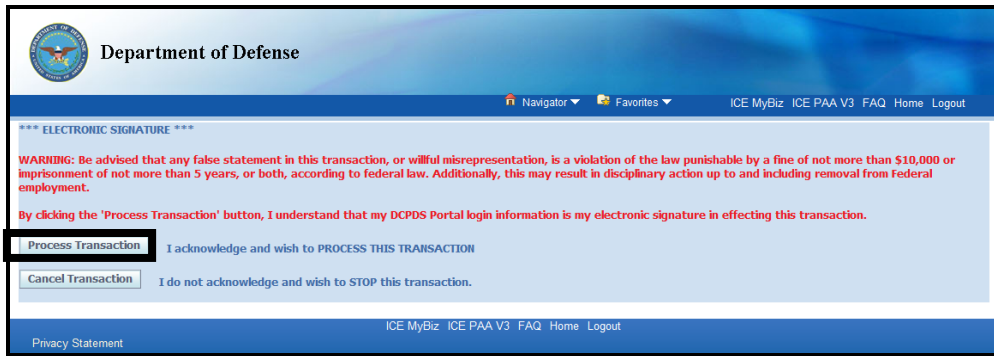 Department of Defense
Navigator Favorites ICE MyBiz ICE PAA V3 FAQ Home Logout
*** ELECTRONIC SIGNATURE ***
WARNING: Be advised that any false statement in this transaction, or willful misrepresentation, is a violation of the law punishable by a fine of not more than $10,000 or
imprisonment of not more than 5 years, or both, according to federal law. Additionally, this may result in disciplinary action up to and including removal from Federal
employment.
By clicking the 'Process Transaction' button, I understand that my DCPDS Portal login information is my electronic signature in effecting this transaction.
Process Transaction I acknowledge and wish to PROCESS THIS TRANSACTION
Cancel Transaction I do not acknowledge and wish to STOP this transaction.
ICE MyBiz ICE PAA V3 FAQ Home Logout
Privacy Statement